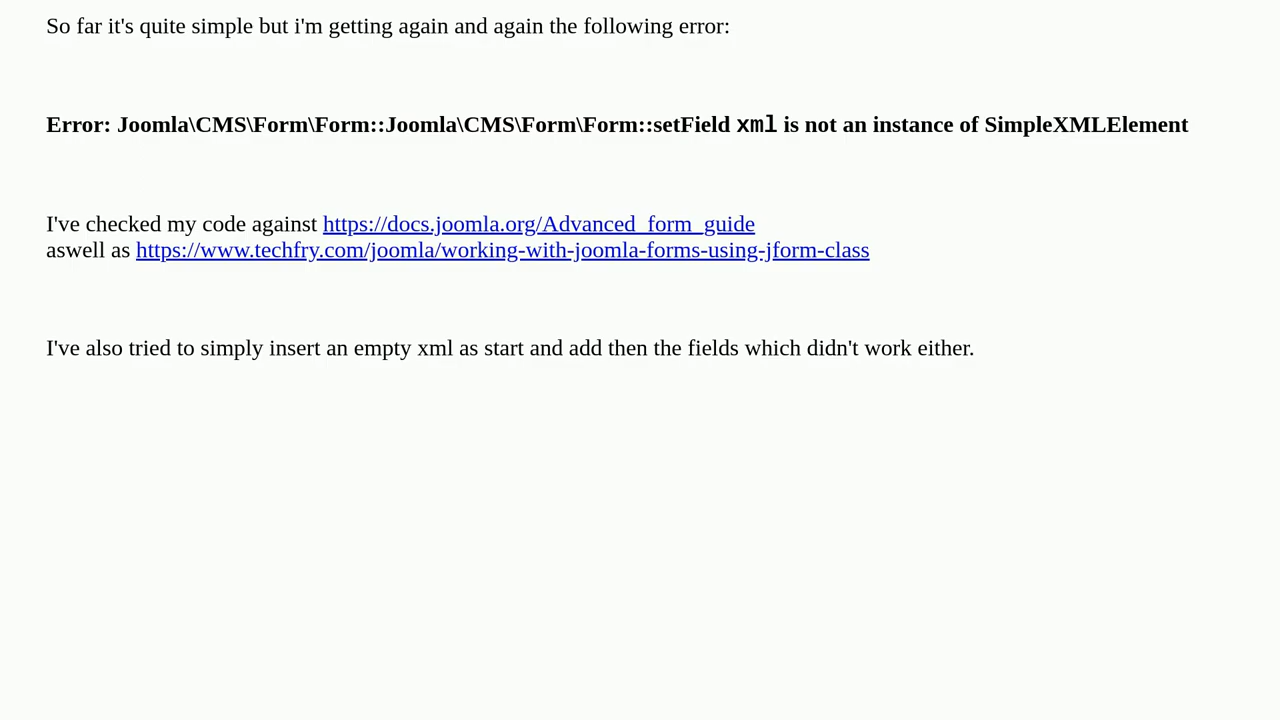 So far it's quite simple but i'm getting again and again the following error:
Error: Joomla\CMS\Form\Form::Joomla\CMS\Form\Form::setField xml is not an instance of SimpleXMLElement
I've checked my code against https://docs.joomla.org/Advanced_form_guide
aswell as https://www.techfry.com/joomla/working-with-joomla-forms-using-jform-class
I've also tried to simply insert an empty xml as start and add then the fields which didn't work either.